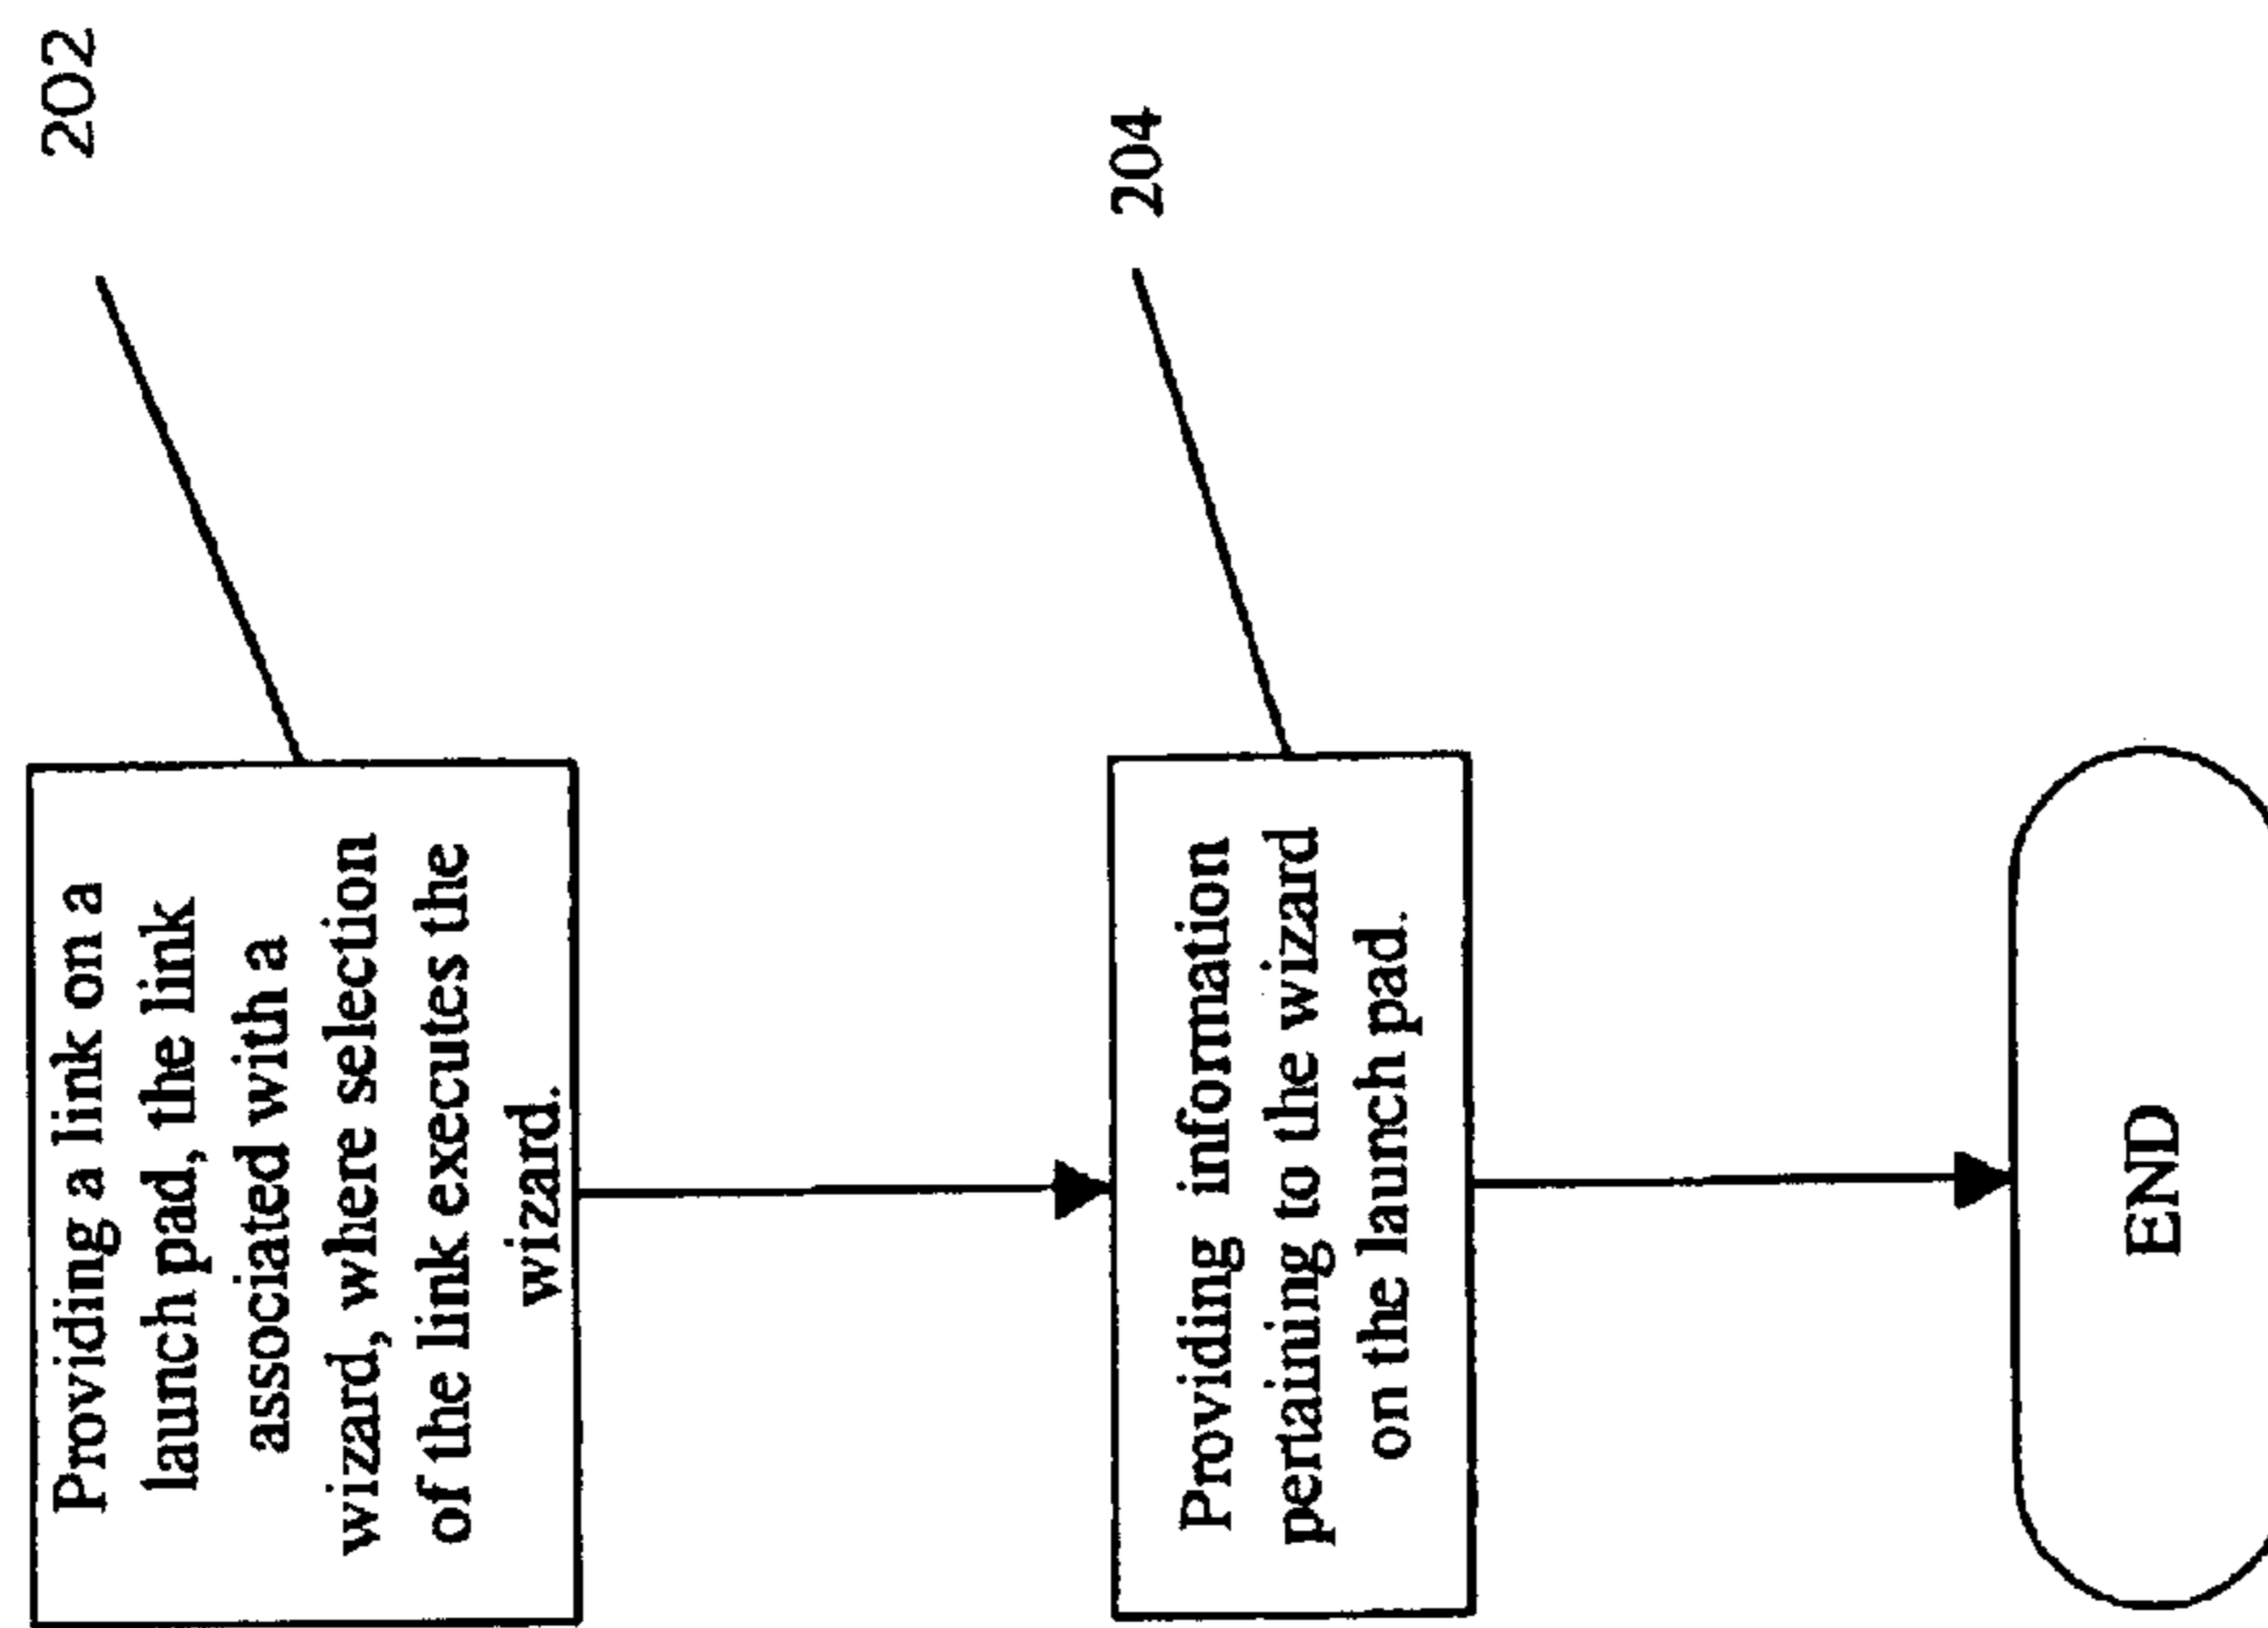 Providing a link on a
launch pad, the link
associated with a
wizard, where selection
of the link executes the
wizard.
202
Providing information
pertaining to the wizard
on the launch pad.
204
END